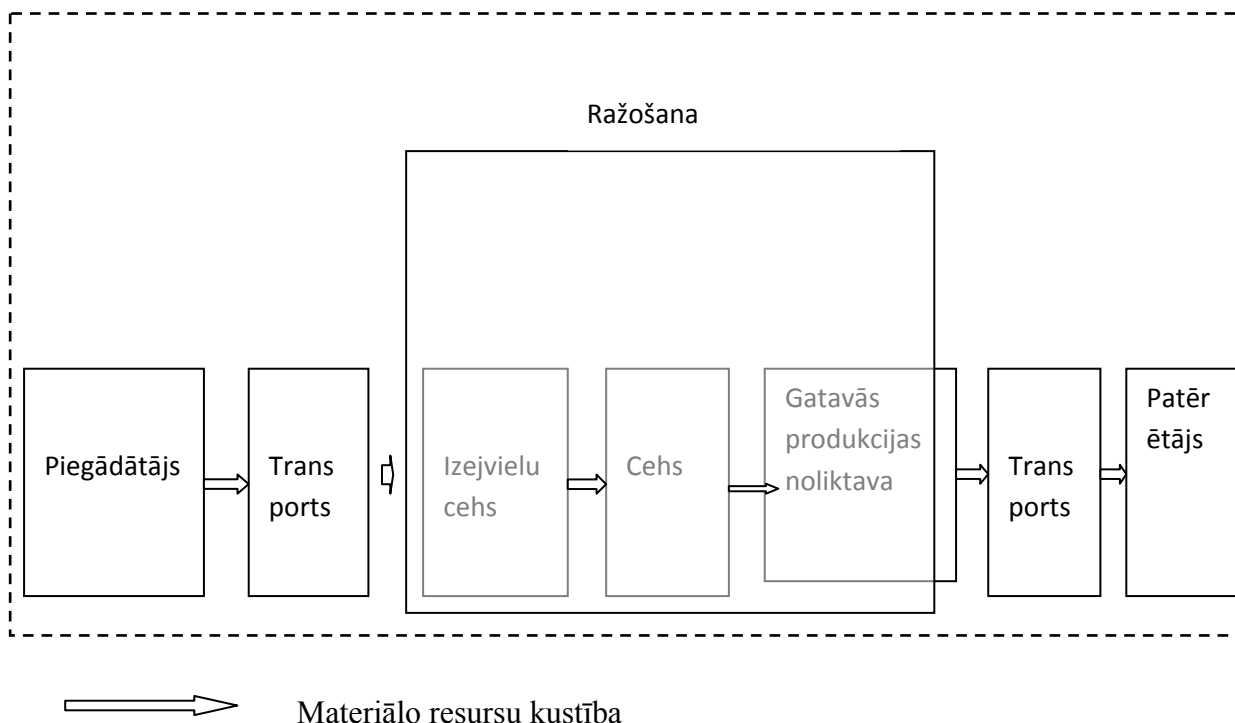 Ražošana
Piegādātājs
Trans
ports
Izejvielu
cehs
Cehs
Gatavās
produkcijas
noliktava
Trans
ports
Patēr
ētājs
Materiālo resursu kustība